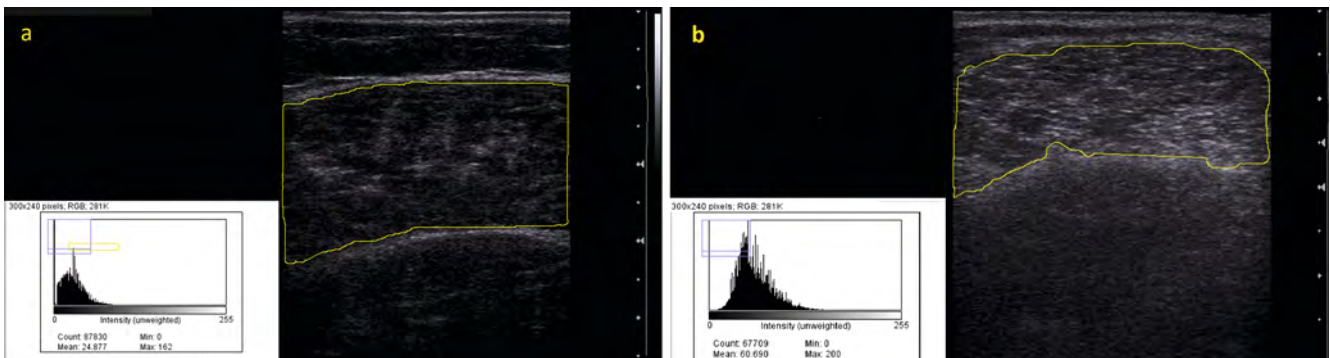 a
300x240 pixels; RGB; 281K
0
Intensity (unweighted)
255
Count: 87830
Min: 0
Mean: 24.877
Max: 162
b
300x240 pixels; RGB; 281K
0
Intensity (unweighted)
255
Count: 67709
Min: 0
Mean: 60.690
Max: 200